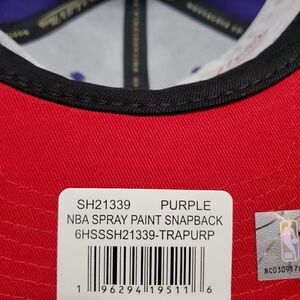 SH21339 PURPLE
NBA SPRAY PAINT SNAPBACK
6HSSSH21339-TRAPURP
1 96294 19511 6